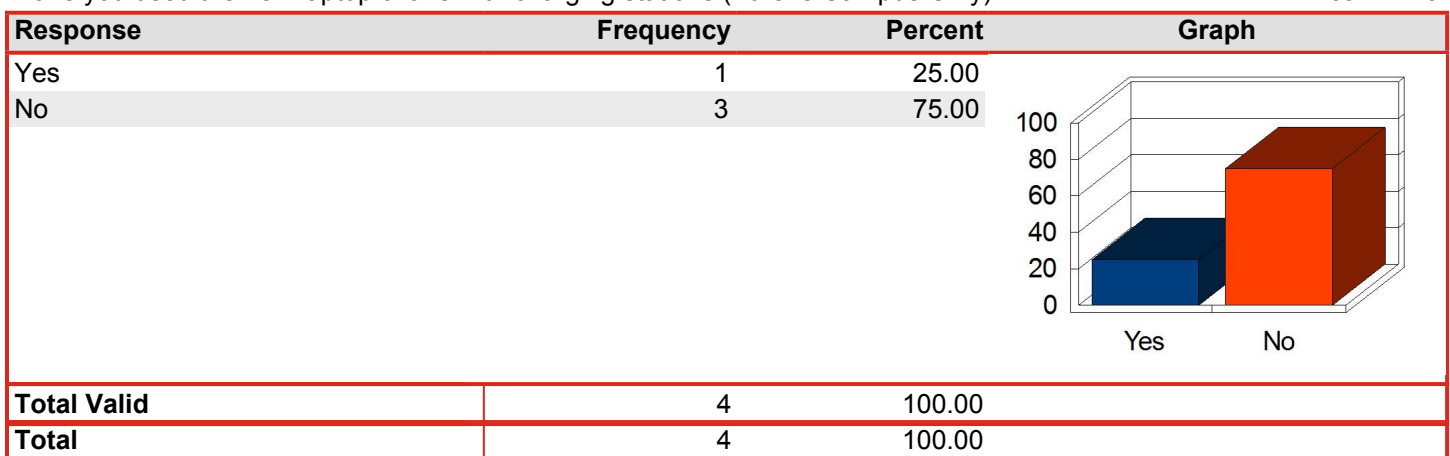 Response Frequency Percent Graph
Yes 1 25.00
No 3 75.00
100
80
60
40
20
0
Yes No
Total Valid 4 100.00
Total 4 100.00